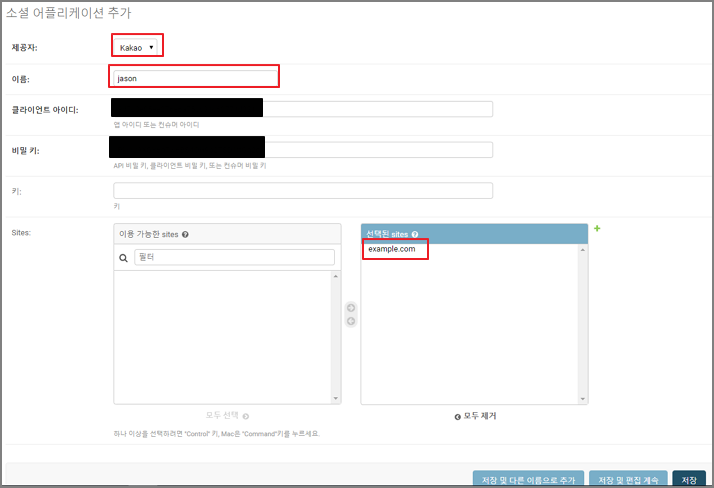 소셜 어플리케이션 추가
제공자: Kakao
이름: jason
클라이언트 아이디:
앱 아이디 또는 컨슈머 아이디
비밀 키:
API 비밀 키, 클라이언트 비밀 키, 또는 컨슈머 비밀 키
키:
키
Sites: 이용 가능한 sites 선택된 sites
필터 example.com
모두 선택 모두 제거
하나 이상을 선택하려면 "Control" 키, Mac은 "Command"키를 누르세요.
저장 및 다른 이름으로 추가 저장 및 편집 계속 저장